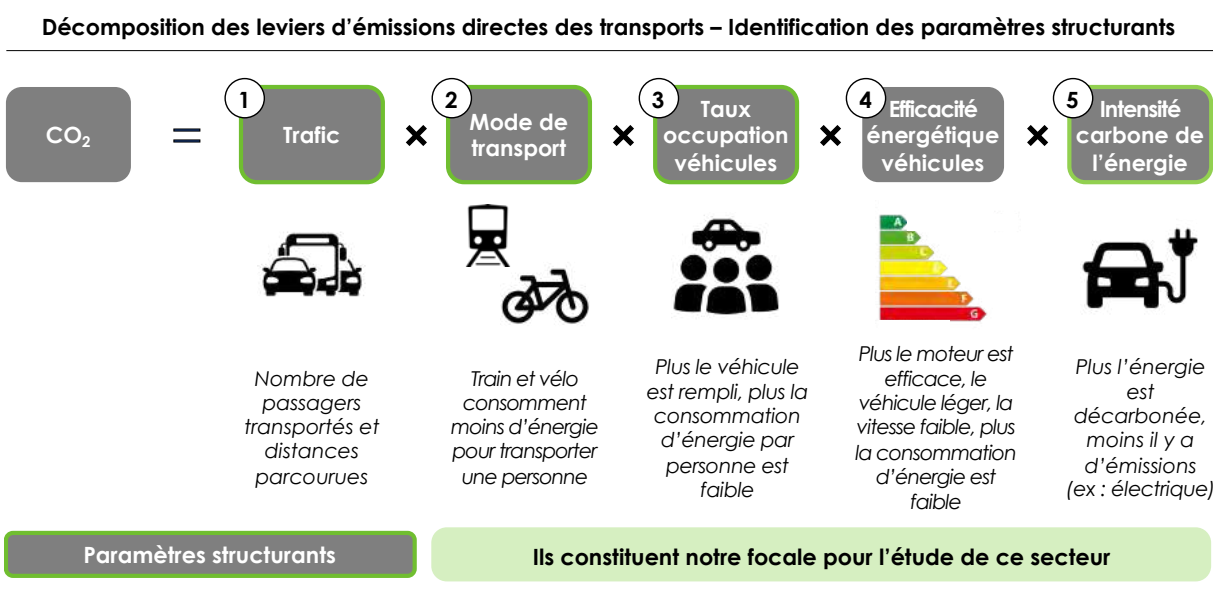 Décomposition des leviers d'émissions directes des transports – Identification des paramètres structurants
CO₂
=
1
Trafic
×
2
Mode de
transport
×
3
Taux
occupation
véhicules
×
4
Efficacité
énergétique
véhicules
×
5
Intensité
carbone de
l'énergie
A
B
F
G
Nombre de
passagers
transportés et
distances
parcourues
Train et vélo
consomment
moins d'énergie
pour transporter
une personne
Plus le véhicule
est rempli, plus la
consommation
d'énergie par
personne est
faible
Plus le moteur est
efficace, le
véhicule léger, la
vitesse faible, plus
la consommation
d'énergie est
faible
Plus l'énergie
est
décarbonée,
moins il y a
d'émissions
(ex : électrique)
Paramètres structurants
Ils constituent notre focale pour l'étude de ce secteur